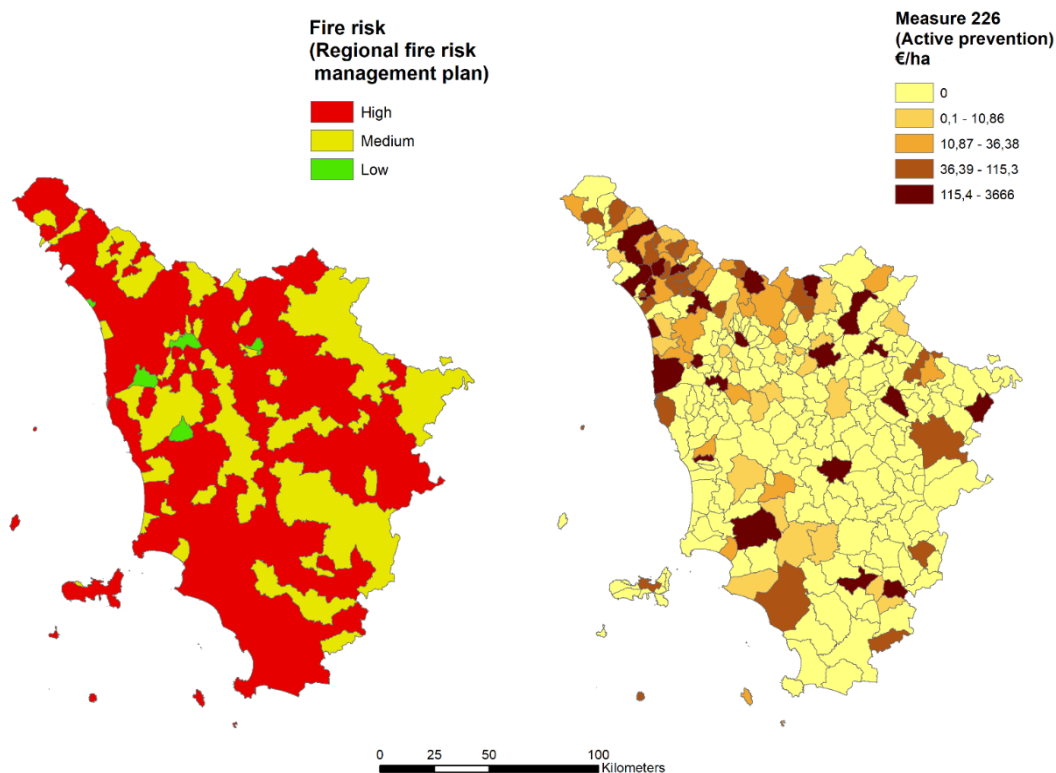 Fire risk
(Regional fire risk
management plan)
High
Medium
Low
Measure 226
(Active prevention)
€/ha
0
0,1 - 10,86
10,87 - 36,38
36,39 - 115,3
115,4 - 3666
0 25 50 100
Kilometers